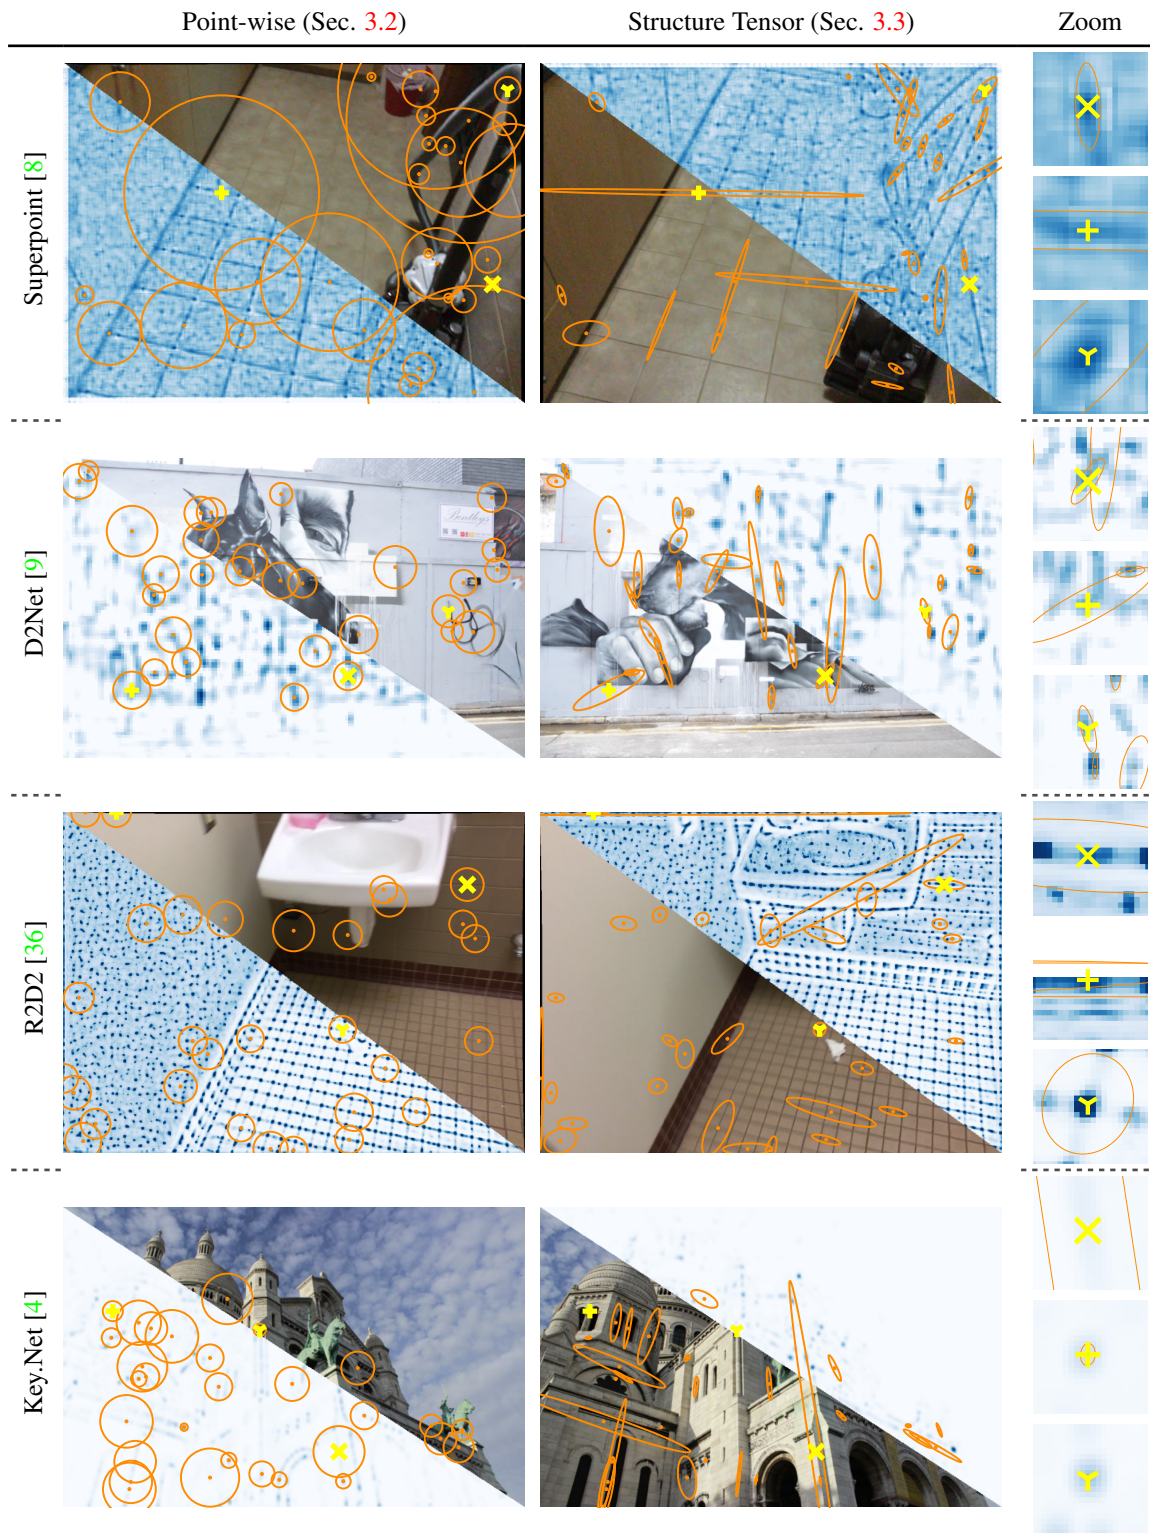 Point-wise (Sec. 3.2)
Structure Tensor (Sec. 3.3)
Zoom
Superpoint [8]
D2Net [9]
Bentleys
R2D2 [36]
Key.Net [4]